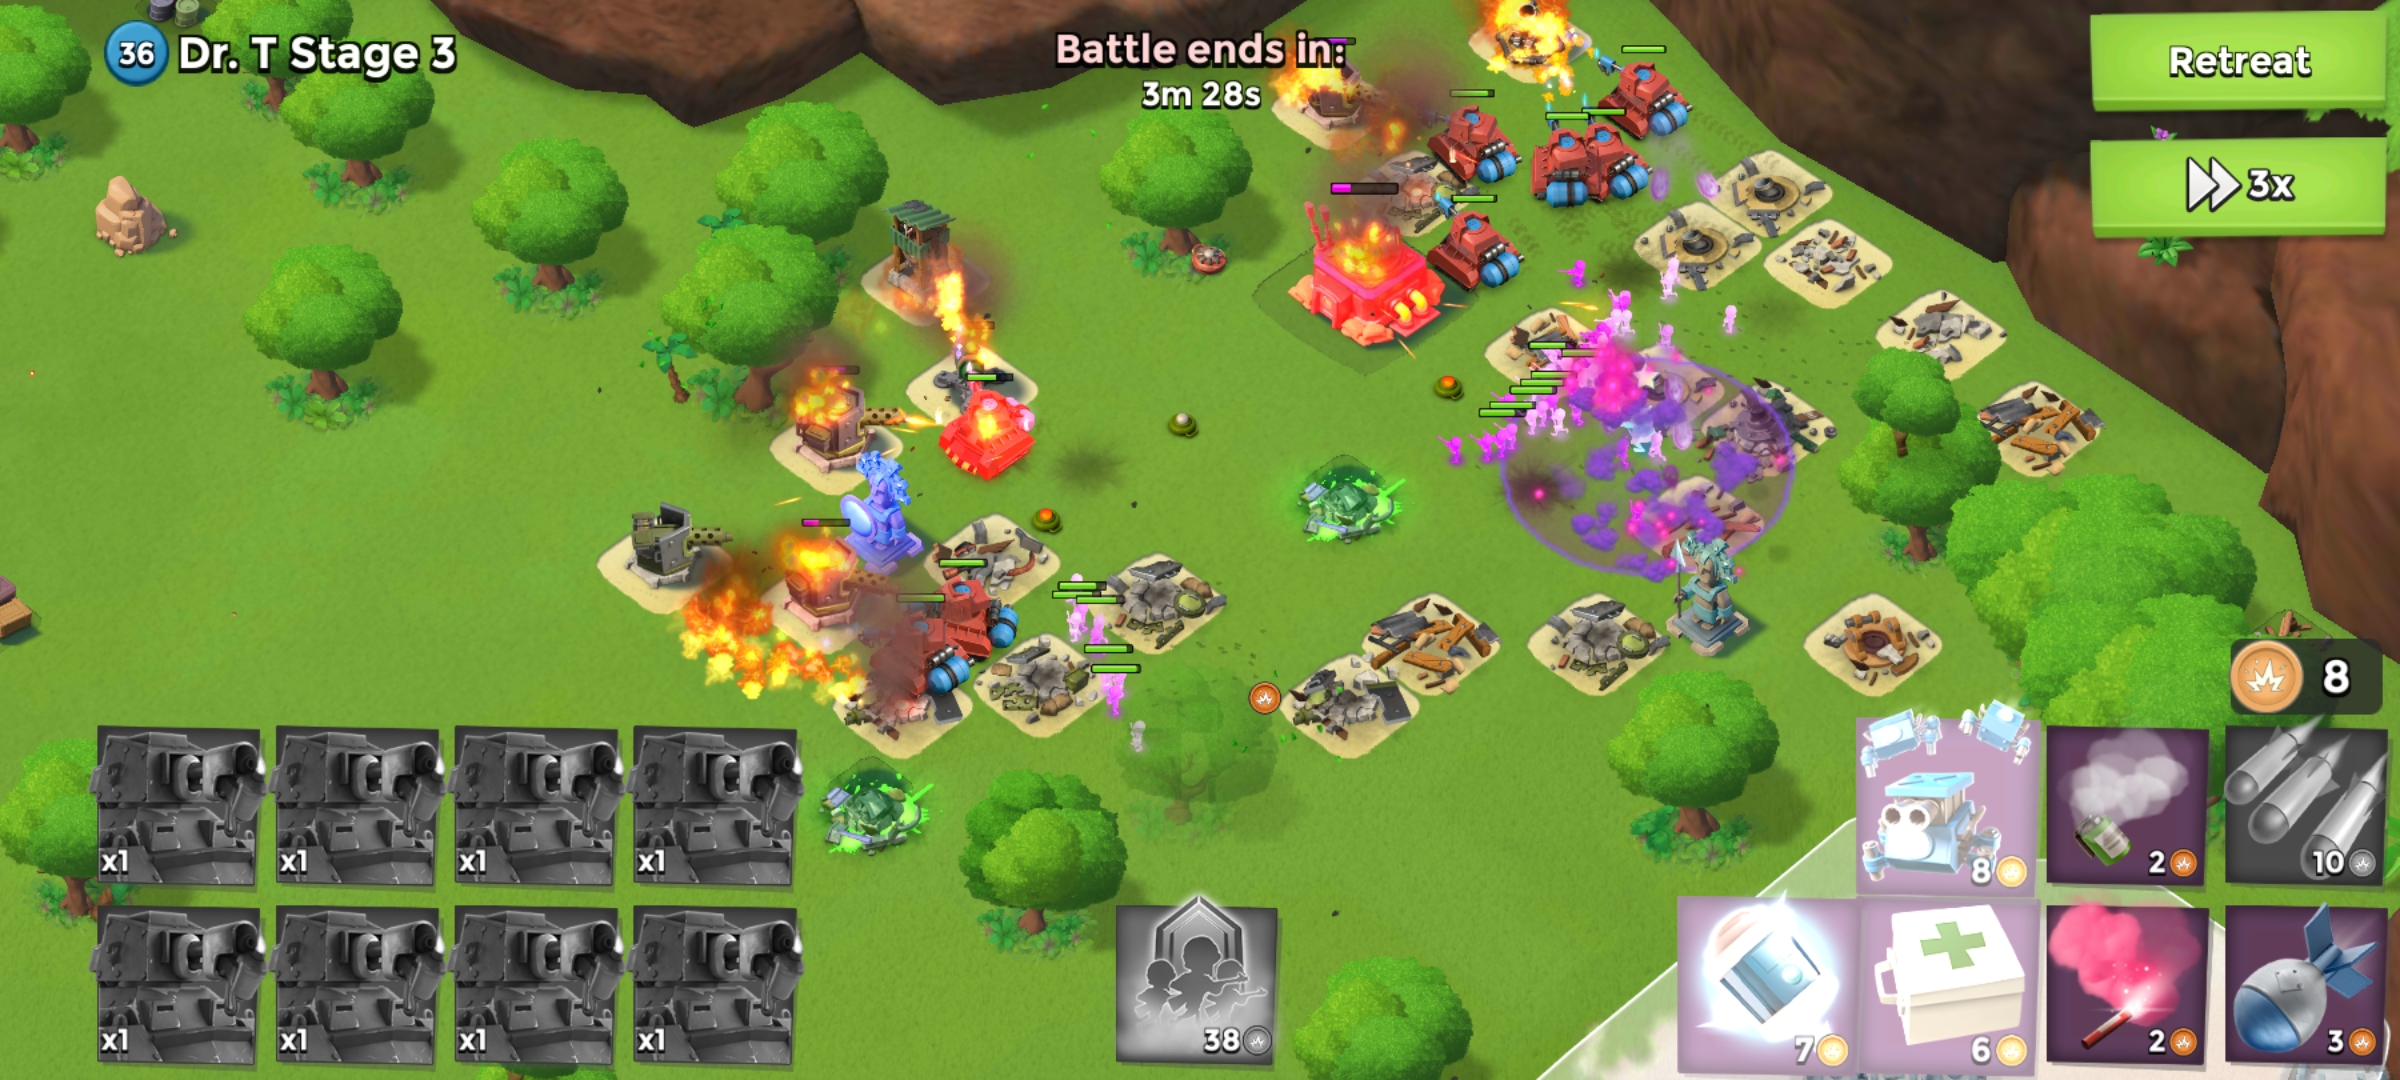 36 Dr. T Stage 3
Battle ends in:
3m 28s
Retreat
3x
8
8
2
10
x1
x1
x1
x1
x1
x1
x1
x1
38
7
6
2
3